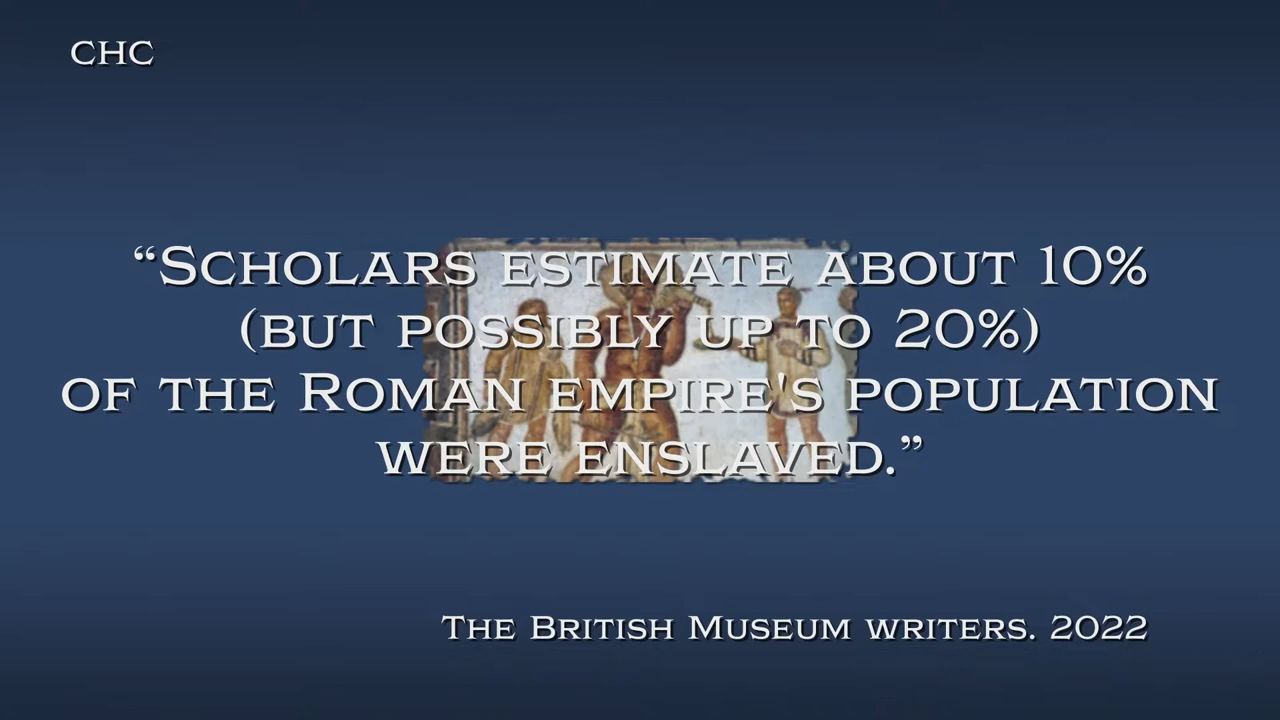 CHC
“Scholars estimate about 10%
(but possibly up to 20%)
of the Roman empire's population
were enslaved.”
The British Museum writers. 2022